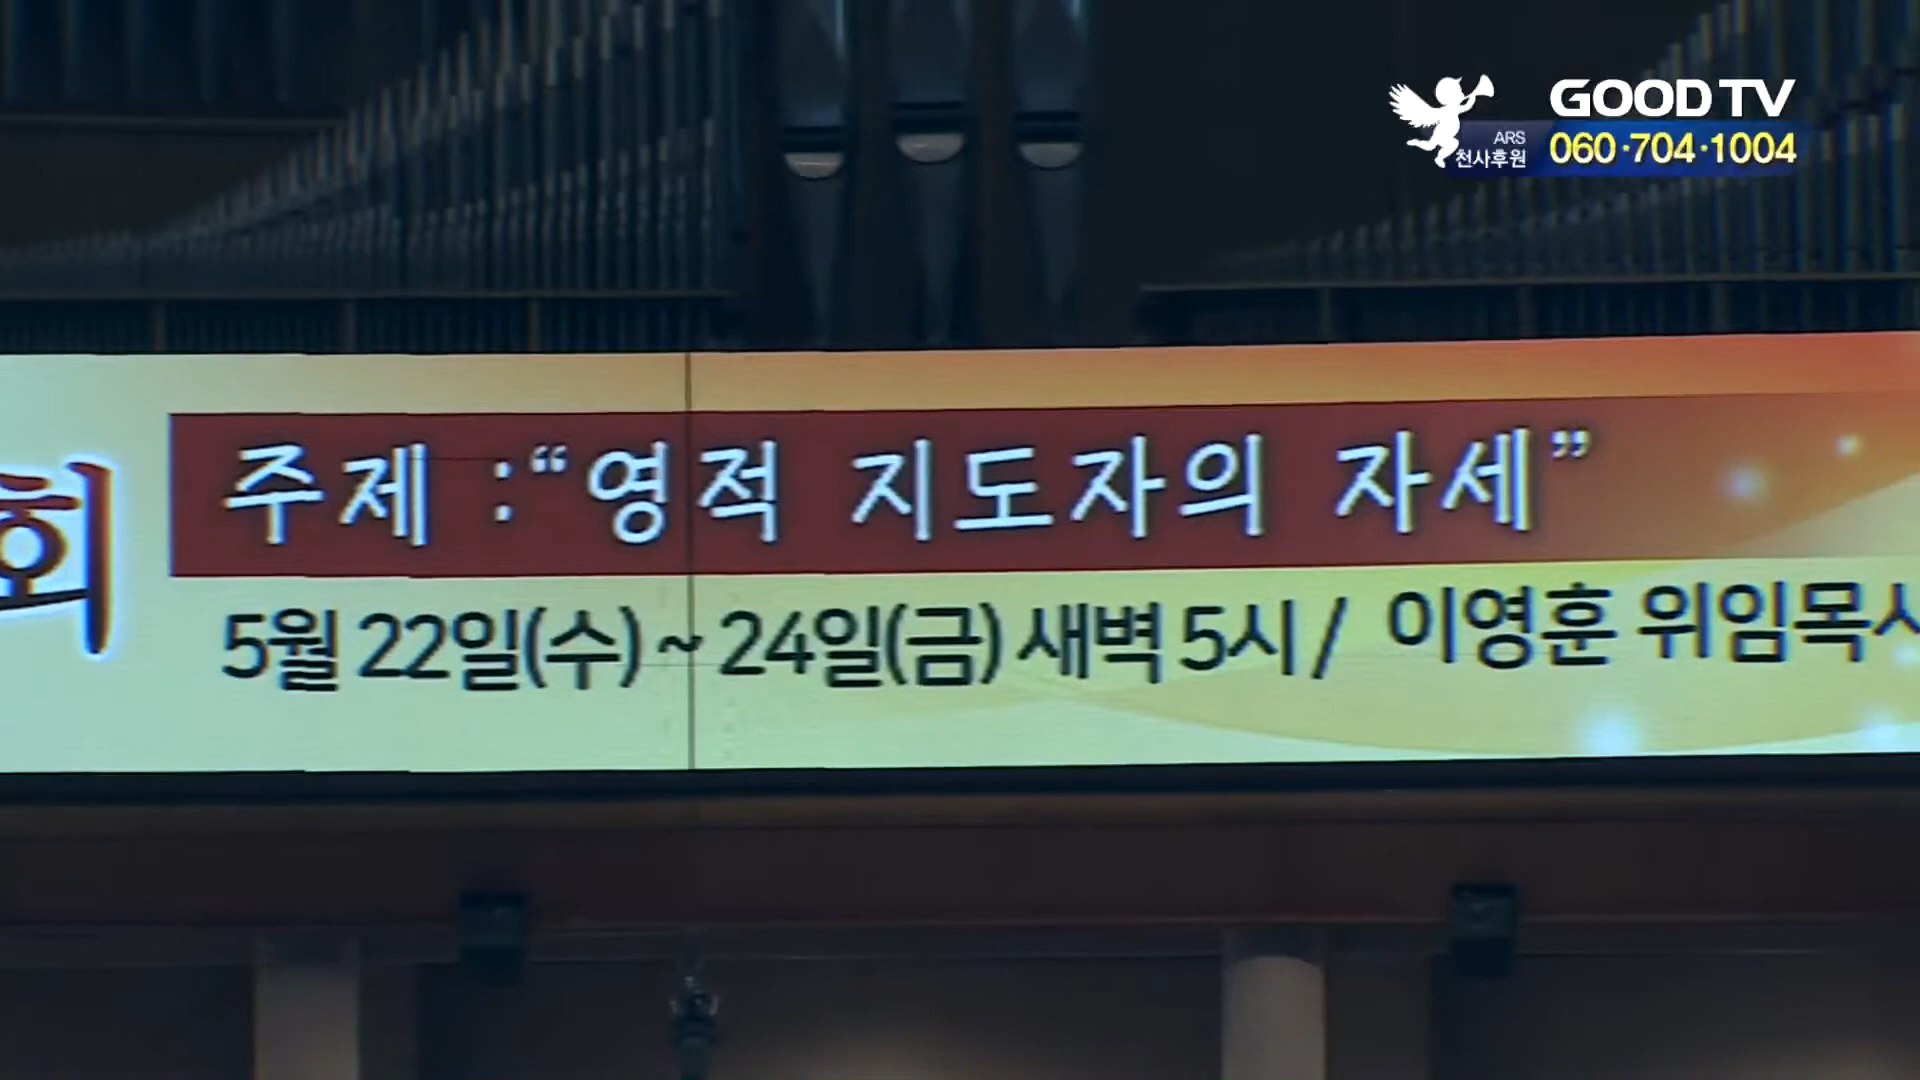 GOOD TV
ARS
천사후원 060·704·1004
회
주제 :“영적 지도자의 자세”
5월 22일(수) ~ 24일(금) 새벽 5시 / 이영훈 위임목사